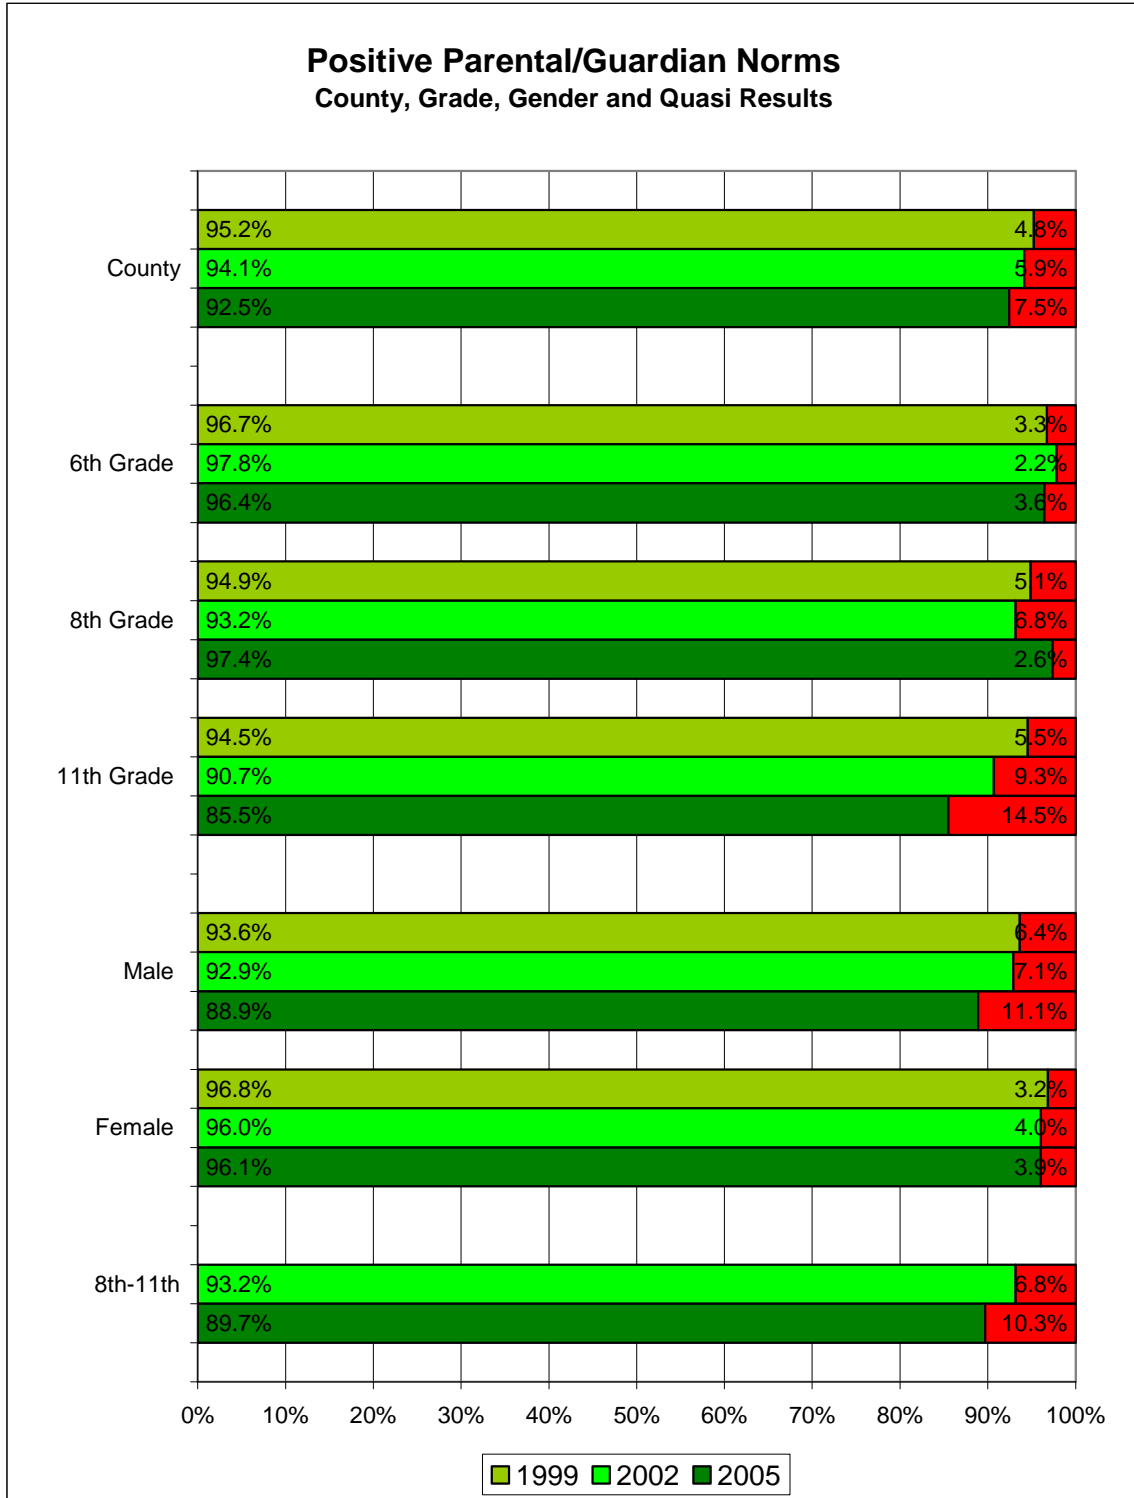 Positive Parental/Guardian Norms
County, Grade, Gender and Quasi Results
95.2% 4.8%
County 94.1% 5.9%
92.5% 7.5%
96.7% 3.3%
6th Grade 97.8% 2.2%
96.4% 3.6%
94.9% 5.1%
8th Grade 93.2% 6.8%
97.4% 2.6%
94.5% 5.5%
11th Grade 90.7% 9.3%
85.5% 14.5%
93.6% 6.4%
Male 92.9% 7.1%
88.9% 11.1%
96.8% 3.2%
Female 96.0% 4.0%
96.1% 3.9%
8th-11th 93.2% 6.8%
89.7% 10.3%
0% 10% 20% 30% 40% 50% 60% 70% 80% 90% 100%
1999 2002 2005